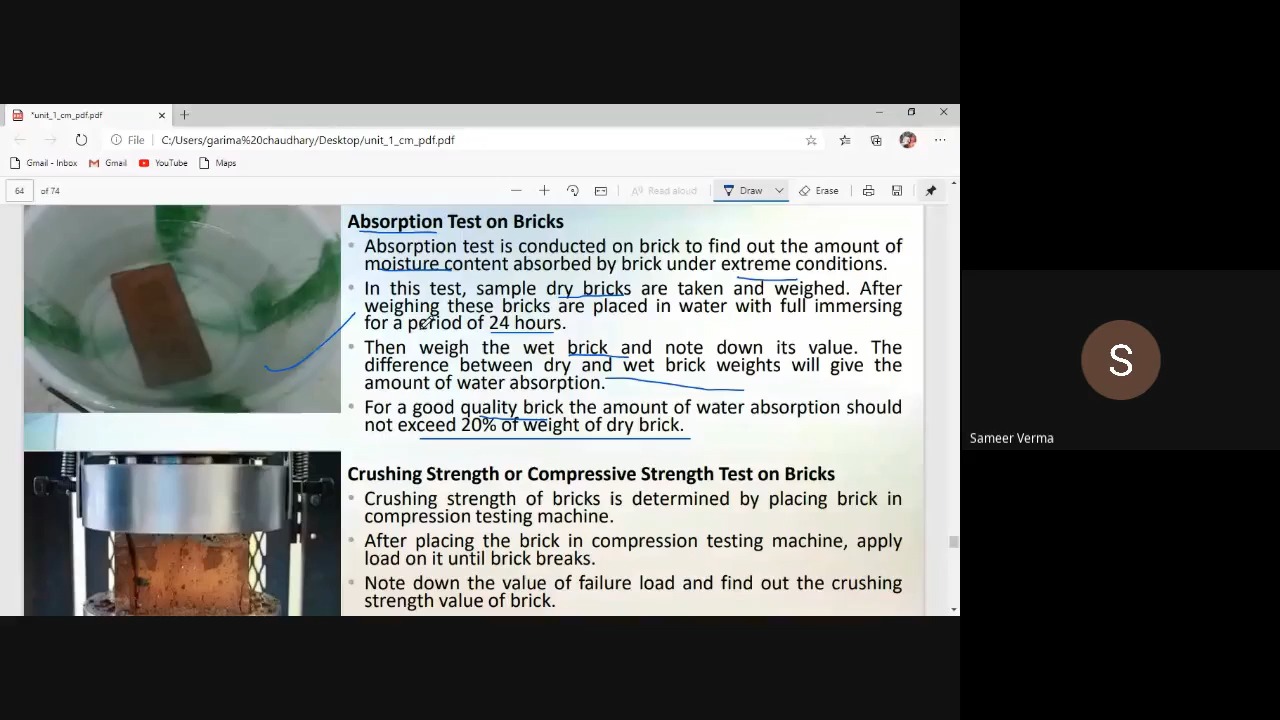 *unit_1_cm_pdf.pdf
File C:/Users/garima%20chaudhary/Desktop/unit_1_cm_pdf.pdf
Gmail - Inbox Gmail YouTube Maps
64 of 74 Read aloud Draw Erase
Absorption Test on Bricks
• Absorption test is conducted on brick to find out the amount of
moisture content absorbed by brick under extreme conditions.
• In this test, sample dry bricks are taken and weighed. After
weighing these bricks are placed in water with full immersing
for a period of 24 hours.
• Then weigh the wet brick and note down its value. The
difference between dry and wet brick weights will give the
amount of water absorption.
• For a good quality brick the amount of water absorption should
not exceed 20% of weight of dry brick.
Crushing Strength or Compressive Strength Test on Bricks
• Crushing strength of bricks is determined by placing brick in
compression testing machine.
• After placing the brick in compression testing machine, apply
load on it until brick breaks.
• Note down the value of failure load and find out the crushing
strength value of brick.
S
Sameer Verma